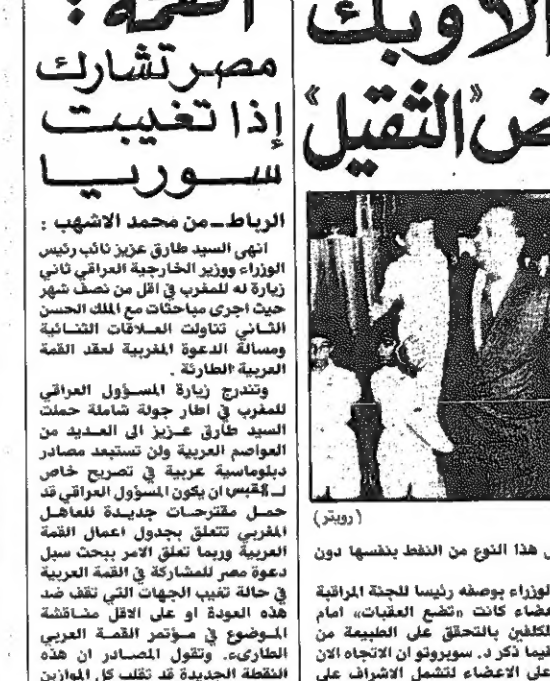 القمة :
مصر تشارك
إذا تغيبت
سوريا
الرباط ـ من محمد الاشهب :
انهى السيد طارق عزيز نائب رئيس
الوزراء ووزير الخارجية العراقي ثاني
زيارة له للمغرب في اقل من نصف شهر
حيث اجرى مباحثات مع الملك الحسن
الثاني تناولت العلاقات الثنائية
ومسألة الدعوة المغربية لعقد القمة
العربية الطارئة .
وتندرج زيارة المسؤول العراقي
للمغرب في اطار جولة شاملة حملت
السيد طارق عزيز الى العديد من
العواصم العربية ولن تستبعد مصادر
دبلوماسية عربية في تصريح خاص
لـ القبس ان يكون المسؤول العراقي قد
حمل مقترحات جديدة للعاهل
المغربي تتعلق بجدول اعمال القمة
العربية وربما تعلق الامر ببحث سبل
دعوة مصر للمشاركة في القمة العربية
في حالة تغيب الجهات التي تقف ضد
هذه العودة او على الاقل مناقشة
الموضوع في مؤتمر القمة العربي
الطارىء. وتقول المصادر ان هذه
النقطة الجديدة قد تقلب كل الموازين
الأوبك
ض "الثقيل"
(رويتر)
هذا النوع من النفط بنفسها دون
لوزراء بوصفه رئيسا للجنة المراقبة
عضاء كانت «تضع العقبات» امام
لكلفين بالتحقق على الطبيعة من
فيما ذكر د. سوبروتو ان الاتجاه الان
على الاعضاء لتشمل الاشراف على